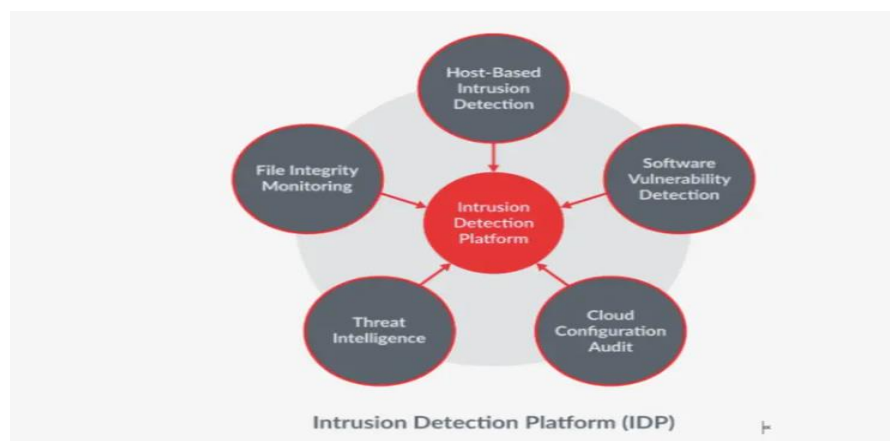 Host-Based
Intrusion
Detection
File Integrity
Monitoring
Software
Vulnerability
Detection
Intrusion
Detection
Platform
Threat
Intelligence
Cloud
Configuration
Audit
Intrusion Detection Platform (IDP)